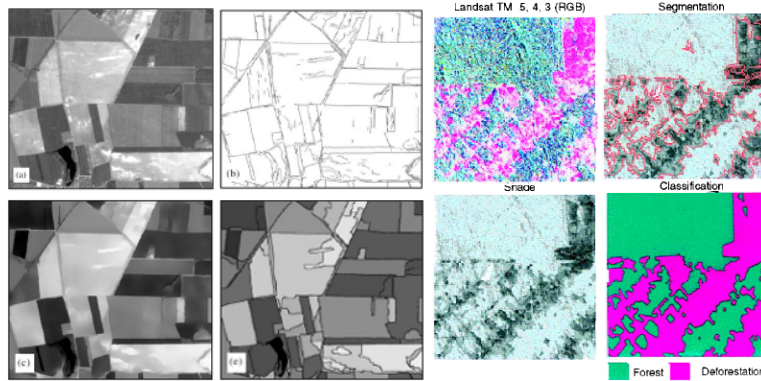 Landsat TM 5, 4, 3 (RGB)
Segmentation
(a)
(b)
Shade
Classification
(c)
(e)
Forest
Deforestation